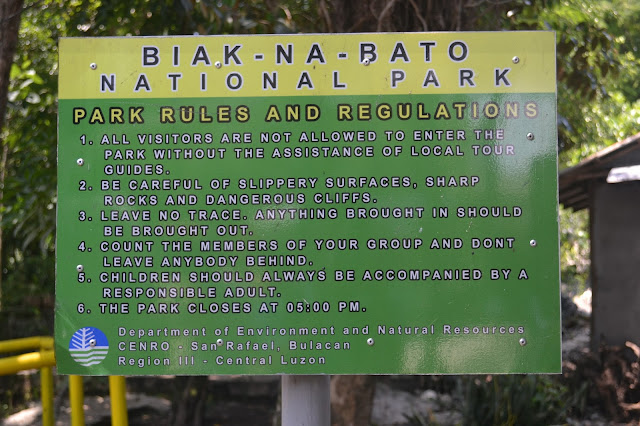 BIAK-NA-BATO
NATIONAL PARK
PARK RULES AND REGULATIONS
1. ALL VISITORS ARE NOT ALLOWED TO ENTER THE
PARK WITHOUT THE ASSISTANCE OF LOCAL TOUR
GUIDES.
2. BE CAREFUL OF SLIPPERY SURFACES, SHARP
ROCKS AND DANGEROUS CLIFFS.
3. LEAVE NO TRACE. ANYTHING BROUGHT IN SHOULD
BE BROUGHT OUT.
4. COUNT THE MEMBERS OF YOUR GROUP AND DONT
LEAVE ANYBODY BEHIND.
5. CHILDREN SHOULD ALWAYS BE ACCOMPANIED BY A
RESPONSIBLE ADULT.
6. THE PARK CLOSES AT 05:00 PM.
Department of Environment and Natural Resources
CENRO - San Rafael, Bulacan
Region III - Central Luzon